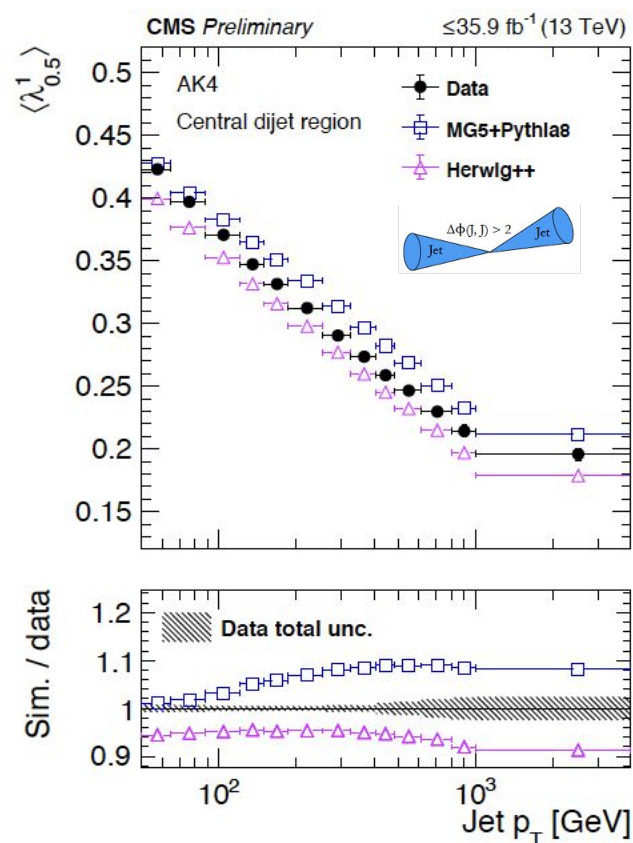 CMS Preliminary ≤35.9 fb⁻¹ (13 TeV)
⟨λ¹₀.₅⟩
AK4
Central dijet region
Data
MG5+Pythia8
Herwig++
Δϕ(J, J) > 2
Jet
Jet
0.5
0.45
0.4
0.35
0.3
0.25
0.2
0.15
Sim. / data
Data total unc.
1.2
1.1
1
0.9
10² 10³
Jet p_T [GeV]